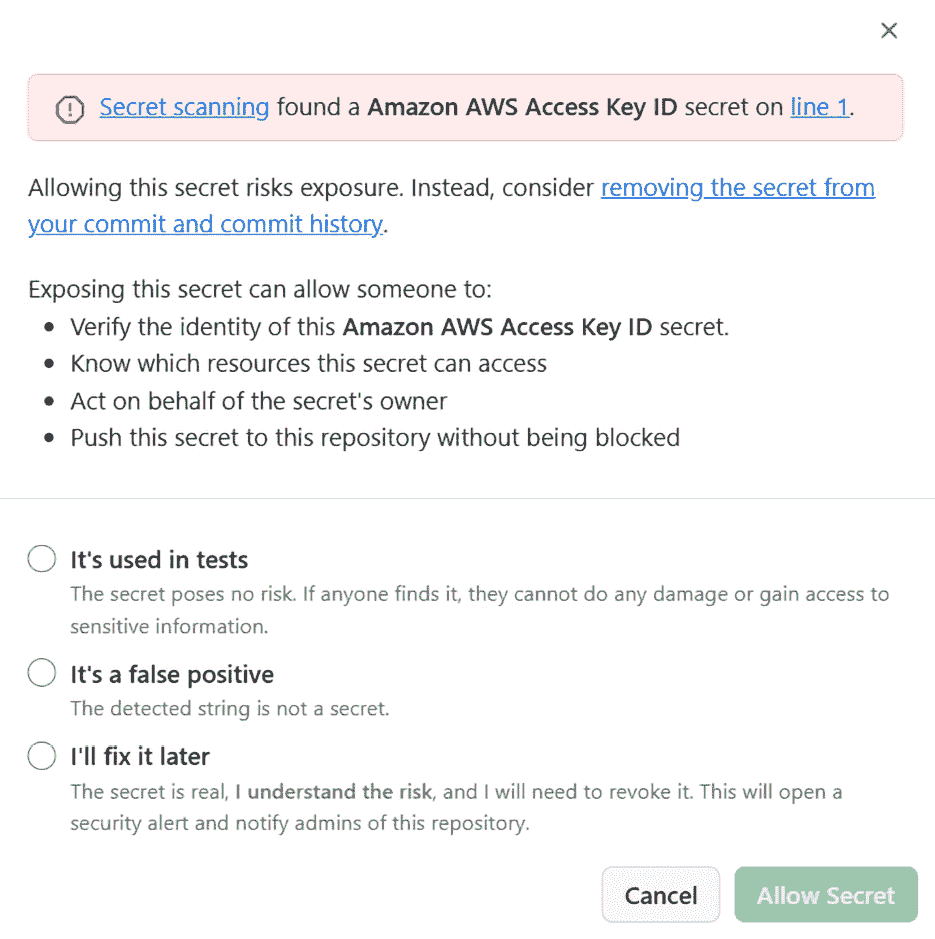 Secret scanning found a Amazon AWS Access Key ID secret on line 1.
Allowing this secret risks exposure. Instead, consider removing the secret from
your commit and commit history.
Exposing this secret can allow someone to:
• Verify the identity of this Amazon AWS Access Key ID secret.
• Know which resources this secret can access
• Act on behalf of the secret's owner
• Push this secret to this repository without being blocked
It's used in tests
The secret poses no risk. If anyone finds it, they cannot do any damage or gain access to
sensitive information.
It's a false positive
The detected string is not a secret.
I'll fix it later
The secret is real, I understand the risk, and I will need to revoke it. This will open a
security alert and notify admins of this repository.
Cancel Allow Secret